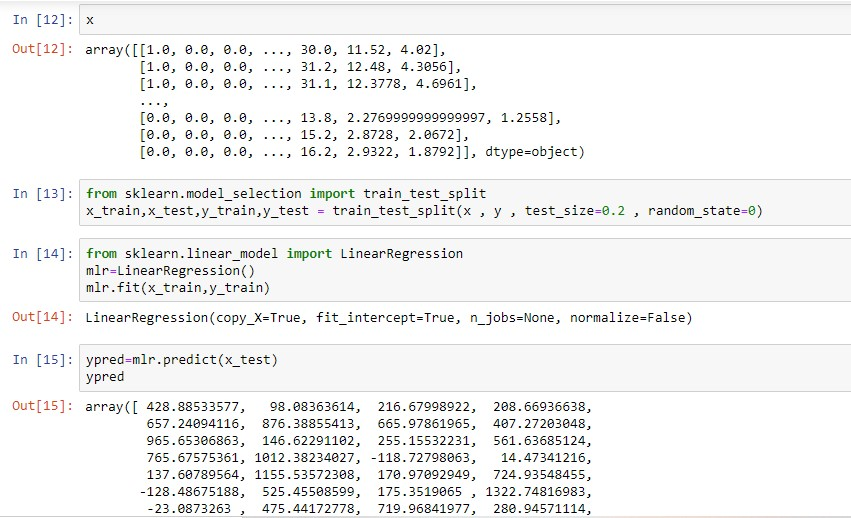 In [12]: x
Out[12]: array([[1.0, 0.0, 0.0, ..., 30.0, 11.52, 4.02],
[1.0, 0.0, 0.0, ..., 31.2, 12.48, 4.3056],
[1.0, 0.0, 0.0, ..., 31.1, 12.3778, 4.6961],
...,
[0.0, 0.0, 0.0, ..., 13.8, 2.2769999999999997, 1.2558],
[0.0, 0.0, 0.0, ..., 15.2, 2.8728, 2.0672],
[0.0, 0.0, 0.0, ..., 16.2, 2.9322, 1.8792]], dtype=object)
In [13]: from sklearn.model_selection import train_test_split
x_train,x_test,y_train,y_test = train_test_split(x , y , test_size=0.2 , random_state=0)
In [14]: from sklearn.linear_model import LinearRegression
mlr=LinearRegression()
mlr.fit(x_train,y_train)
Out[14]: LinearRegression(copy_X=True, fit_intercept=True, n_jobs=None, normalize=False)
In [15]: ypred=mlr.predict(x_test)
ypred
Out[15]: array([ 428.88533577, 98.08363614, 216.67998922, 208.66936638,
657.24094116, 876.38855413, 665.97861965, 407.27203048,
965.65306863, 146.62291102, 255.15532231, 561.63685124,
765.67575361, 1012.38234027, -118.72798063, 14.47341216,
137.60789564, 1155.53572308, 170.97092949, 724.93548455,
-128.48675188, 525.45508599, 175.3519065 , 1322.74816983,
-23.0873263 , 475.44172778, 719.96841977, 280.94571114,